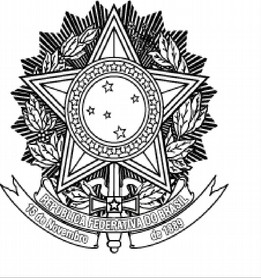 REPÚBLICA FEDERATIVA DO BRASIL
15 de Novembro
de 1889